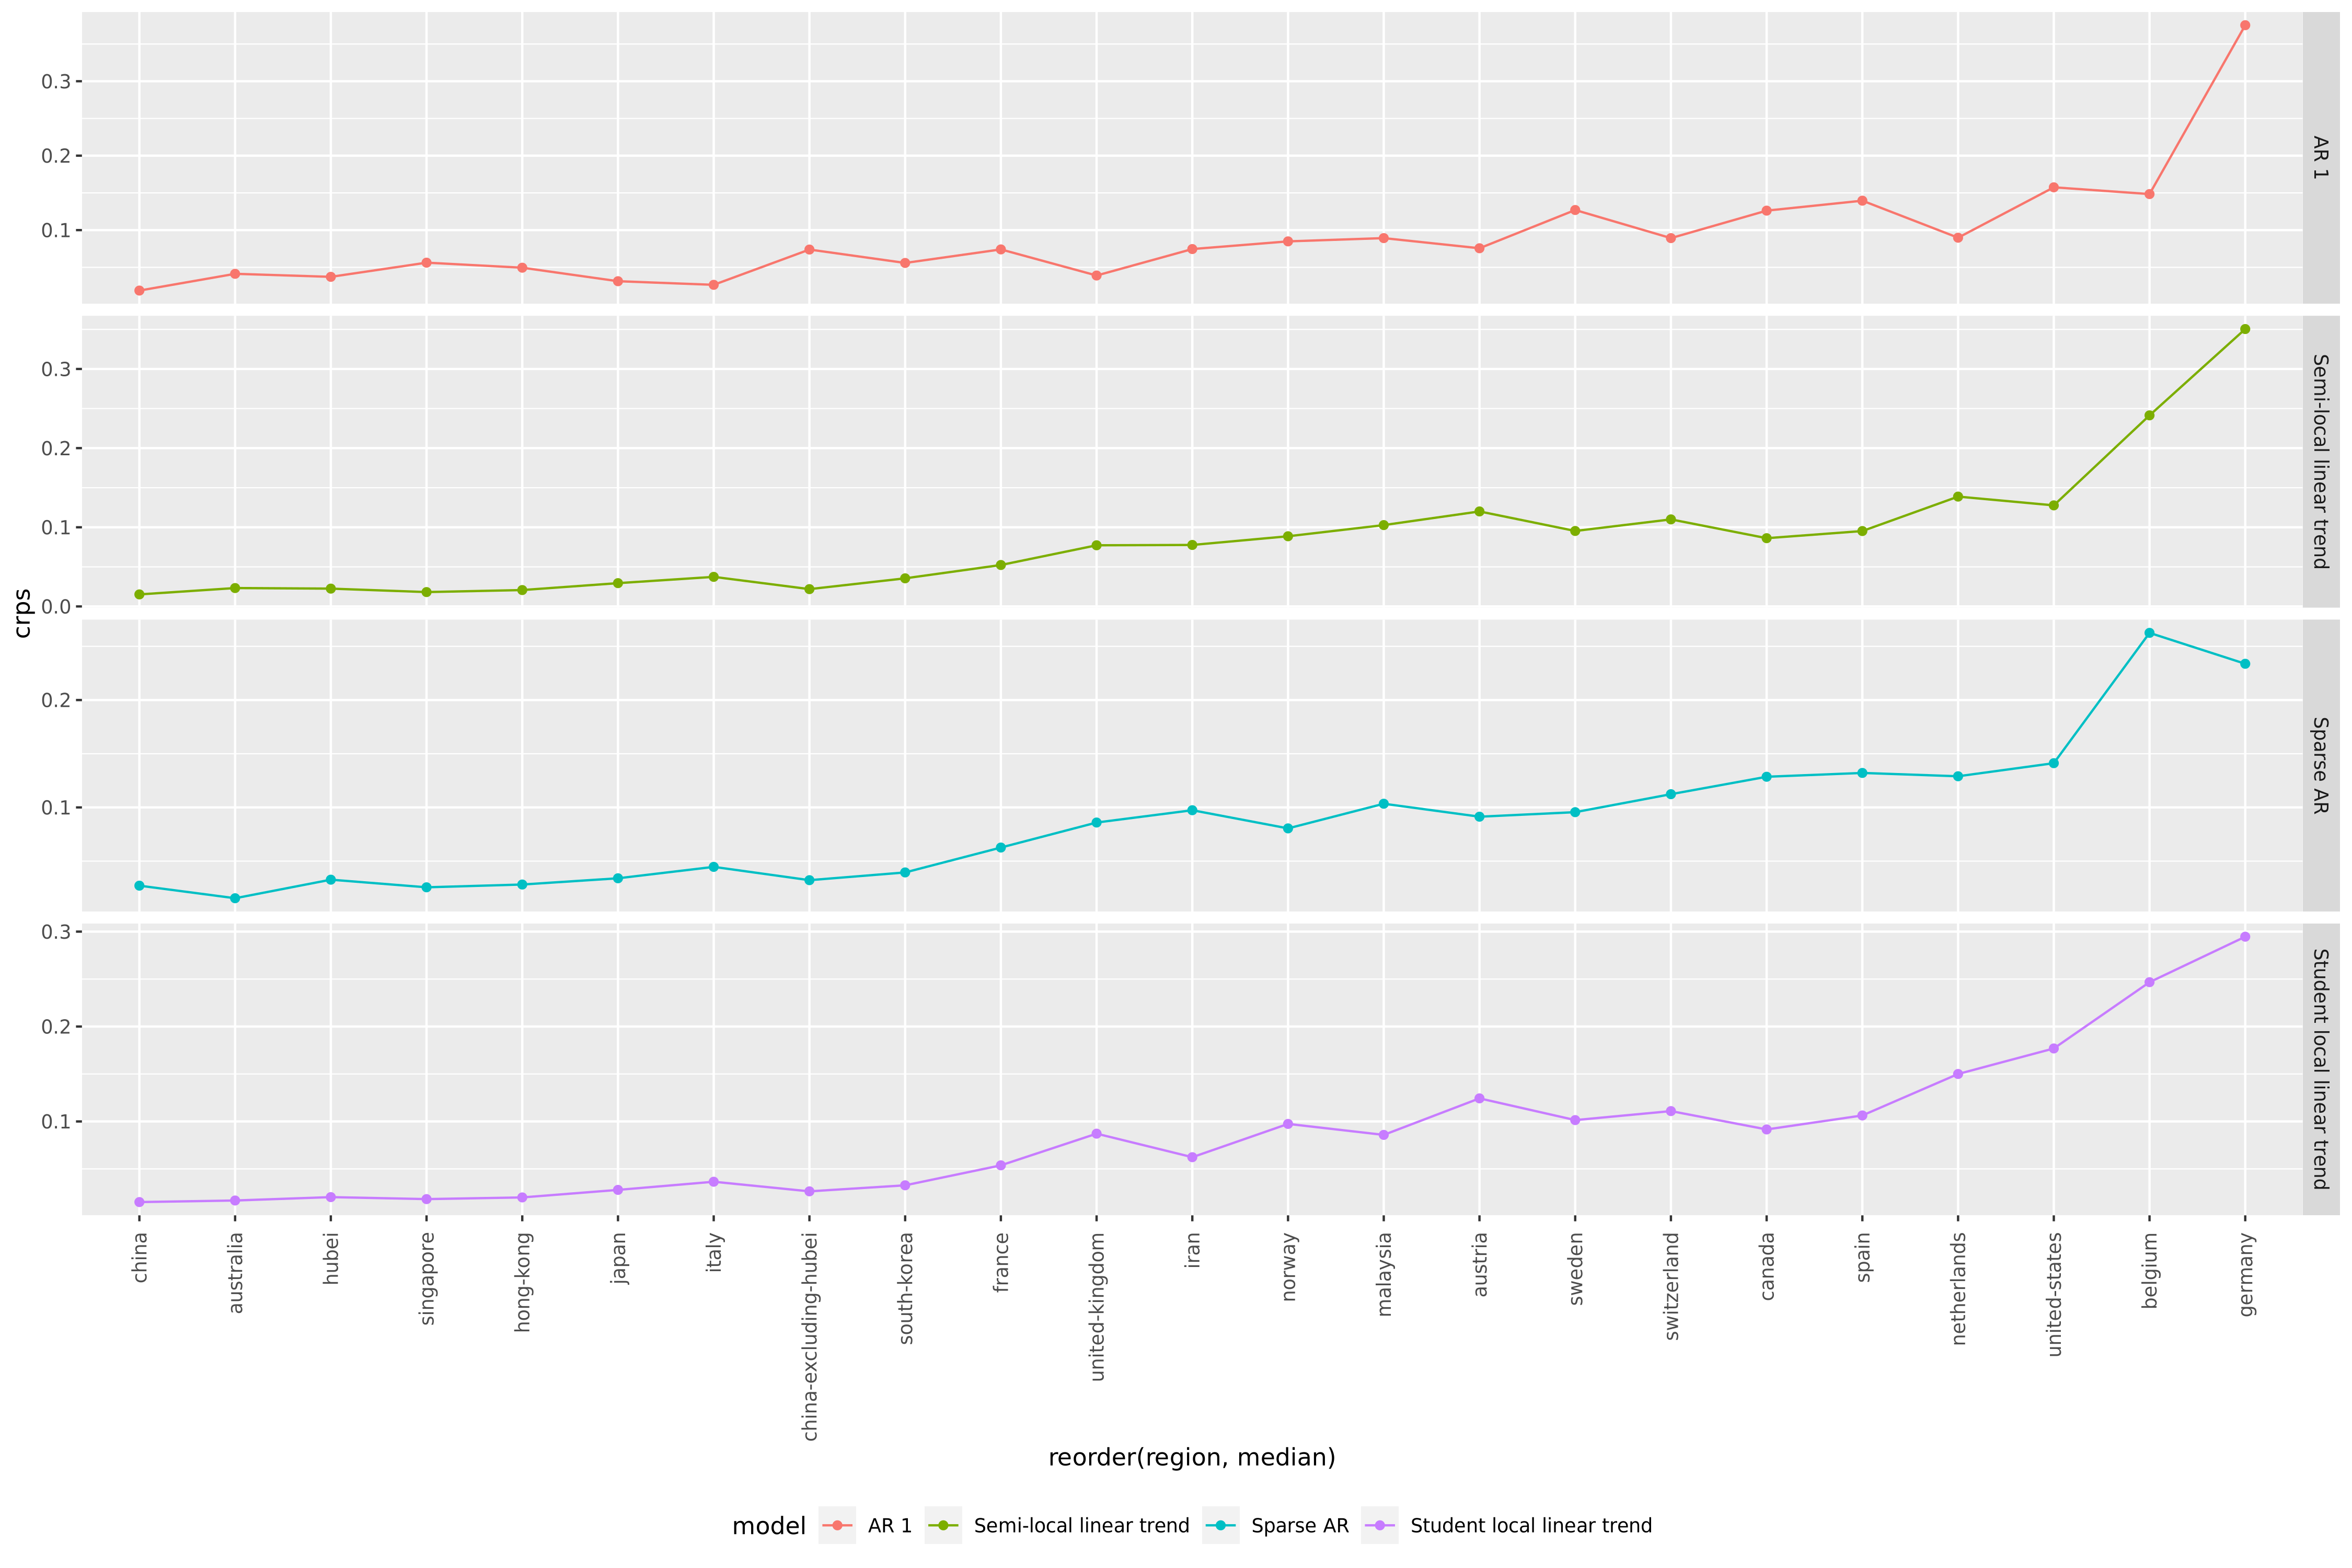 crps
0.3
0.2
0.1
AR 1
0.3
0.2
0.1
0.0
Semi-local linear trend
0.2
0.1
Sparse AR
0.3
0.2
0.1
Student local linear trend
china
australia
hubei
singapore
hong-kong
japan
italy
china-excluding-hubei
south-korea
france
united-kingdom
iran
norway
malaysia
austria
sweden
switzerland
canada
spain
netherlands
united-states
belgium
germany
reorder(region, median)
model AR 1 Semi-local linear trend Sparse AR Student local linear trend